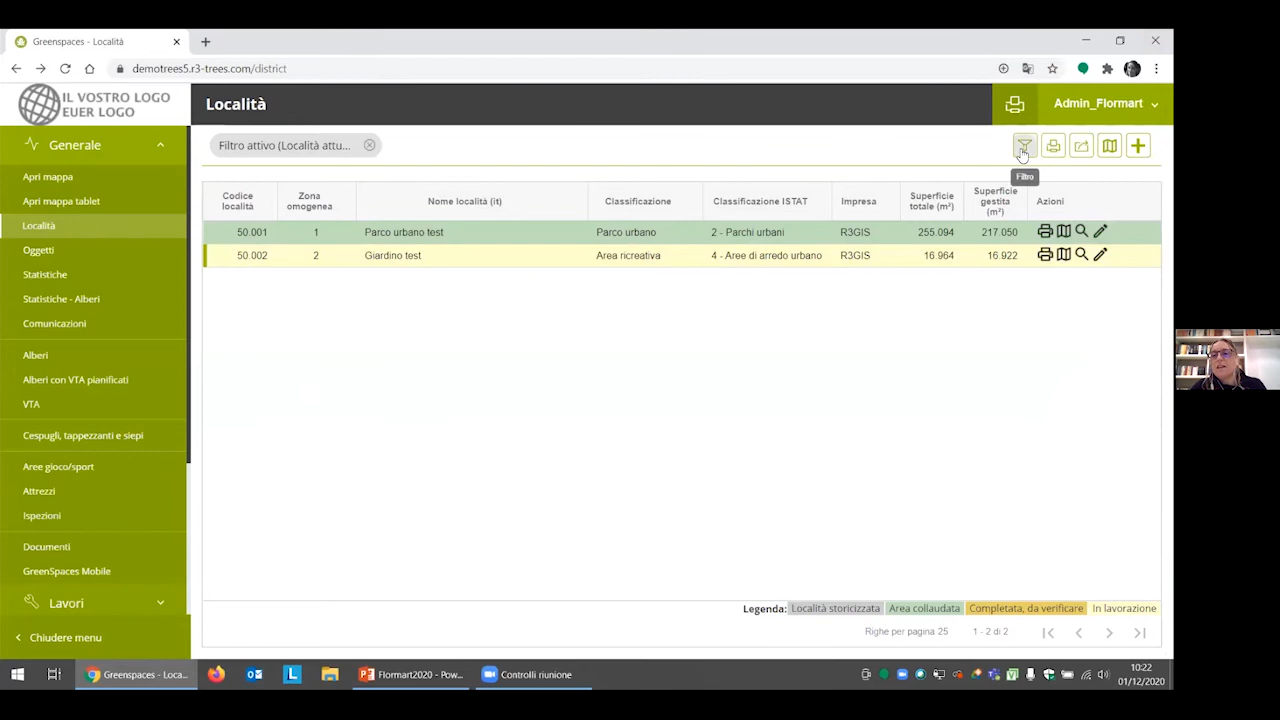 Greenspaces - Località
demotrees5.r3-trees.com/district
IL VOSTRO LOGO
EUER LOGO
Località
Admin_Flormart
Generale
Filtro attivo (Località attu...
Filtro
Apri mappa
Apri mappa tablet
Località
Oggetti
Statistiche
Statistiche - Alberi
Comunicazioni
Alberi
Alberi con VTA pianificati
VTA
Cespugli, tappezzanti e siepi
Aree gioco/sport
Attrezzi
Ispezioni
Documenti
GreenSpaces Mobile
Lavori
Chiudere menu
Codice località Zona omogenea Nome località (it) Classificazione Classificazione ISTAT Impresa Superficie totale (m²) Superficie gestita (m²) Azioni
50.001 1 Parco urbano test Parco urbano 2 - Parchi urbani R3GIS 255.094 217.050
50.002 2 Giardino test Area ricreativa 4 - Aree di arredo urbano R3GIS 16.964 16.922
Legenda: Località storicizzata Area collaudata Completata, da verificare In lavorazione
Righe per pagina 25 1 - 2 di 2
Greenspaces - Loca... Flormart2020 - Pow... Controlli riunione
10:22
01/12/2020